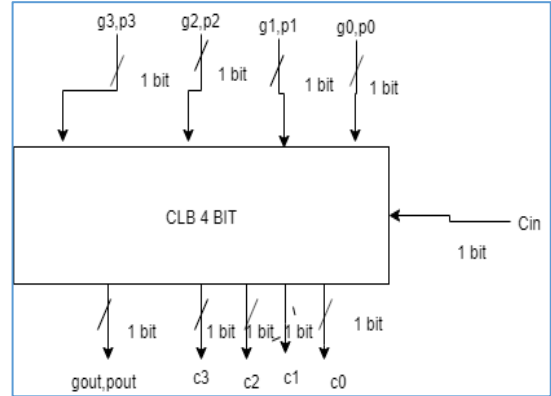 g3,p3 g2,p2 g1,p1 g0,p0
1 bit 1 bit 1 bit 1 bit
CLB 4 BIT
Cin
1 bit
1 bit 1 bit 1 bit 1 bit 1 bit
gout,pout c3 c2 c1 c0